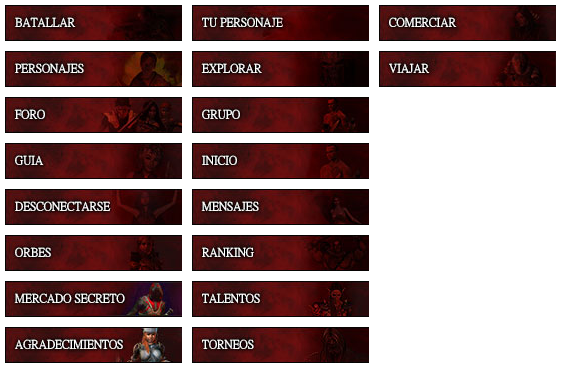 BATALLAR
TU PERSONAJE
COMERCIAR
PERSONAJES
EXPLORAR
VIAJAR
FORO
GRUPO
GUIA
INICIO
DESCONECTARSE
MENSAJES
ORBES
RANKING
MERCADO SECRETO
TALENTOS
AGRADECIMIENTOS
TORNEOS